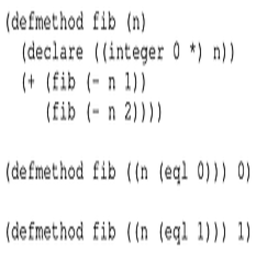 (defmethod fib (n)
  (declare ((integer 0 *) n))
  (+ (fib (- n 1))
     (fib (- n 2))))
(defmethod fib ((n (eql 0))) 0)
(defmethod fib ((n (eql 1))) 1)